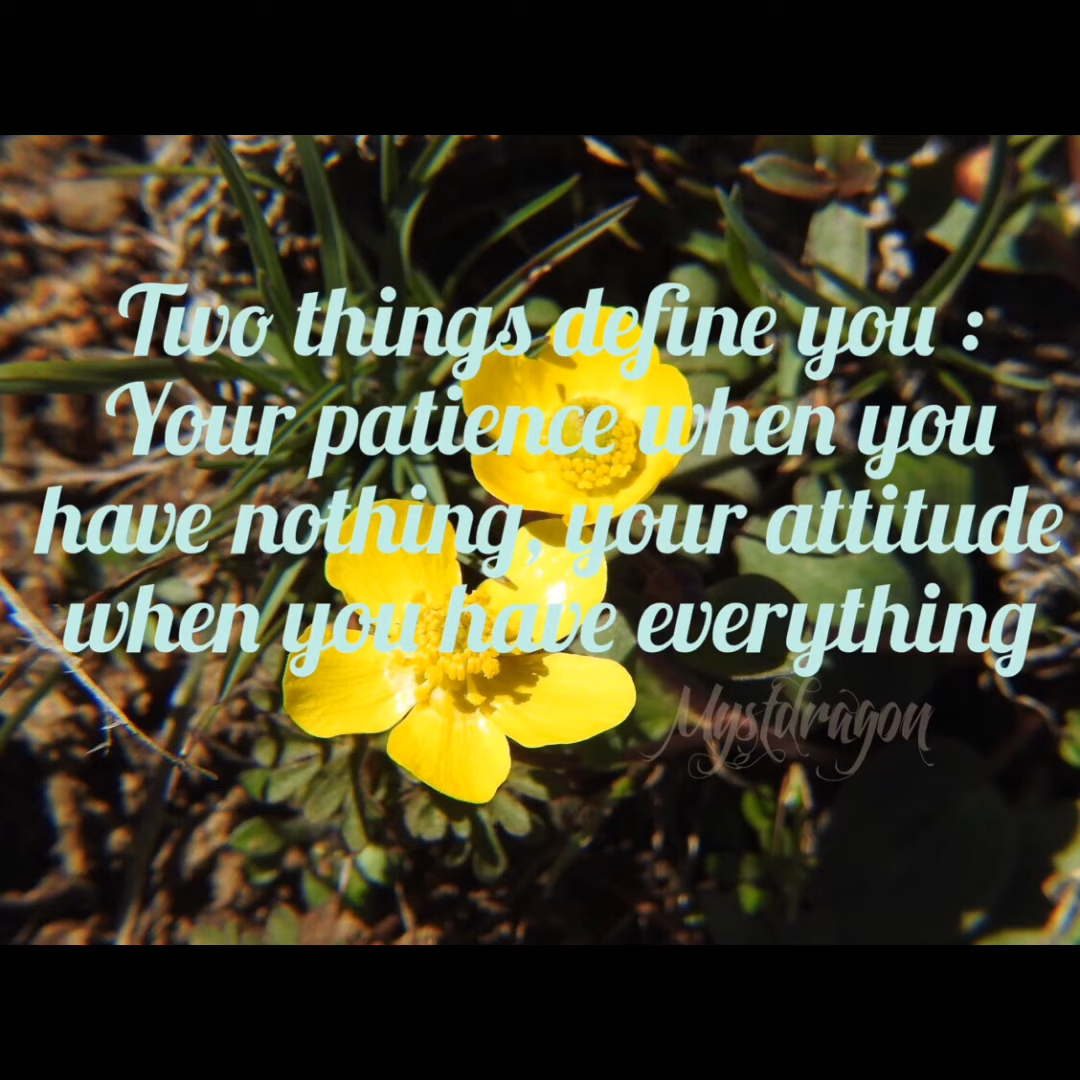 Two things define you :
Your patience when you
have nothing, your attitude
when you have everything
Mystdragon